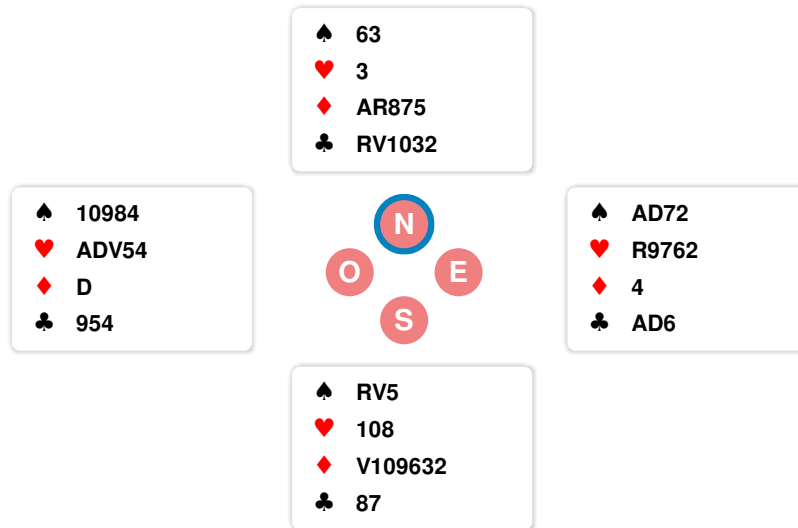 ♠ 63
♥ 3
♦ AR875
♣ RV1032
♠ 10984
♥ ADV54
♦ D
♣ 954
N
O E
S
♠ AD72
♥ R9762
♦ 4
♣ AD6
♠ RV5
♥ 108
♦ V109632
♣ 87